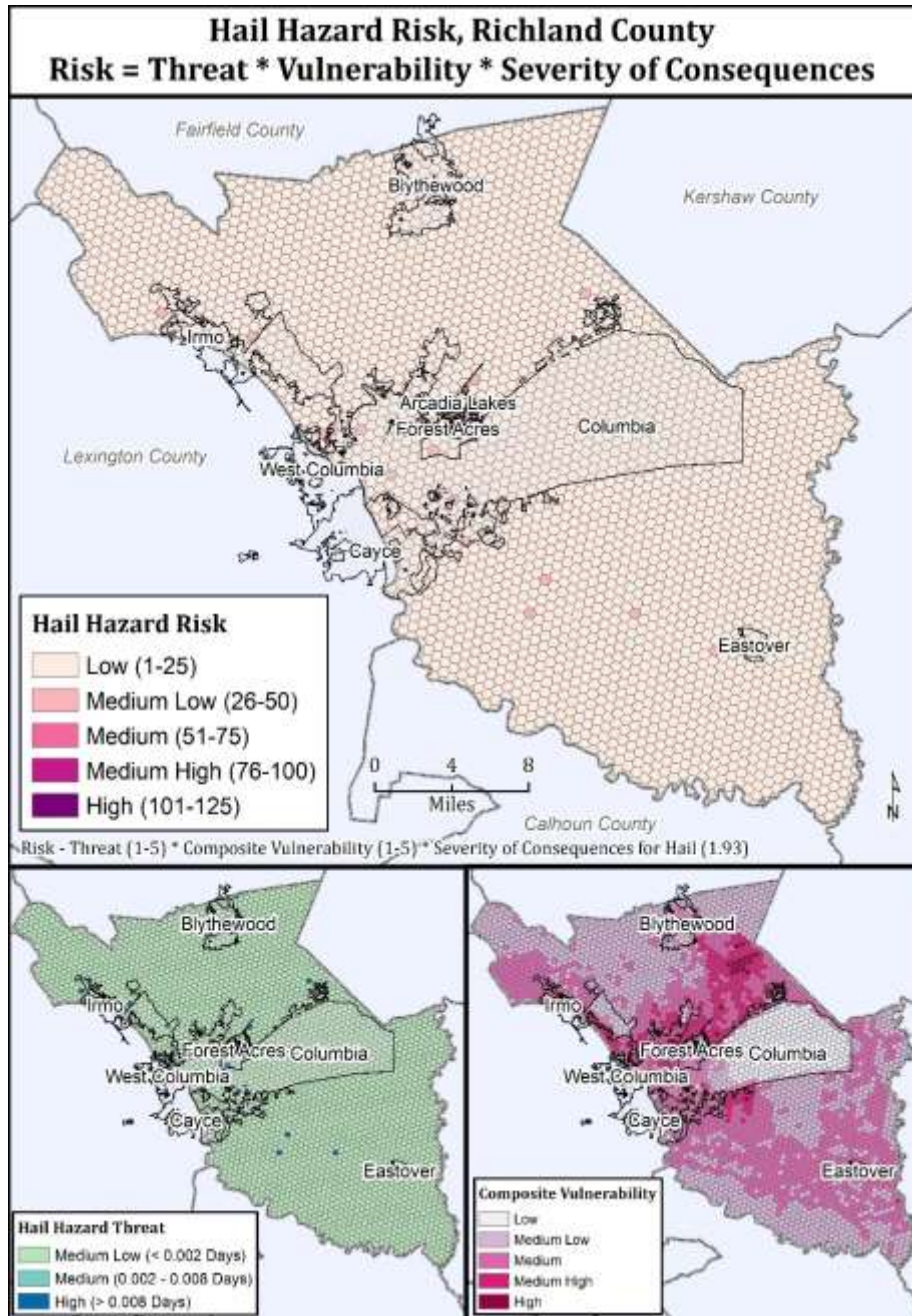 Hail Hazard Risk, Richland County
Risk = Threat * Vulnerability * Severity of Consequences
Fairfield County
Blythewood
Kershaw County
Irmo
Arcadia Lakes
Forest Acres
Columbia
Lexington County
West Columbia
Cayce
Eastover
Hail Hazard Risk
Low (1-25)
Medium Low (26-50)
Medium (51-75)
Medium High (76-100)
High (101-125)
0 4 8
Miles
N
Calhoun County
Risk - Threat (1-5) * Composite Vulnerability (1-5) * Severity of Consequences for Hail (1.93)
Blythewood
Irmo
Forest Acres
Columbia
West Columbia
Cayce
Eastover
Hail Hazard Threat
Medium Low (< 0.002 Days)
Medium (0.002 - 0.008 Days)
High (> 0.008 Days)
Blythewood
Irmo
Forest Acres
Columbia
West Columbia
Cayce
Eastover
Composite Vulnerability
Low
Medium Low
Medium
Medium High
High